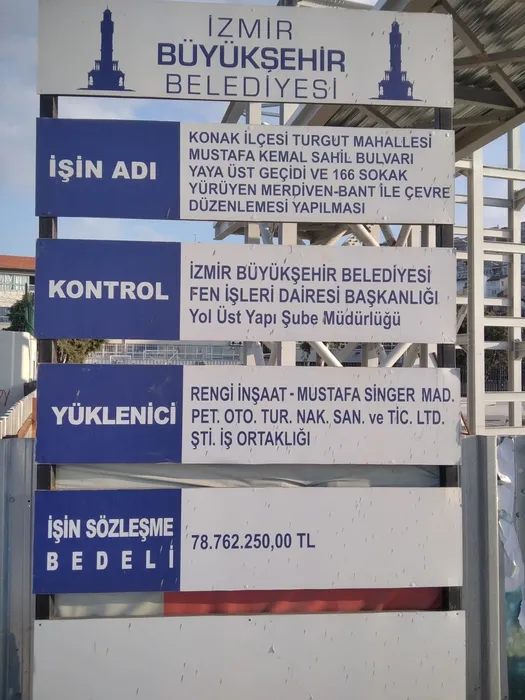 İZMİR
BÜYÜKŞEHİR
BELEDİYESİ
İŞİN ADI
KONAK İLÇESİ TURGUT MAHALLESİ
MUSTAFA KEMAL SAHİL BULVARI
YAYA ÜST GEÇİDİ VE 166 SOKAK
YÜRÜYEN MERDİVEN-BANT İLE ÇEVRE
DÜZENLEMESİ YAPILMASI
KONTROL
İZMİR BÜYÜKŞEHİR BELEDİYESİ
FEN İŞLERİ DAİRESİ BAŞKANLIĞI
Yol Üst Yapı Şube Müdürlüğü
YÜKLENİCİ
RENGİ İNŞAAT - MUSTAFA SİNGER MAD.
PET. OTO. TUR. NAK. SAN. ve TİC. LTD.
ŞTİ. İŞ ORTAKLIĞI
İŞİN SÖZLEŞME
BEDELİ
78.762.250,00 TL